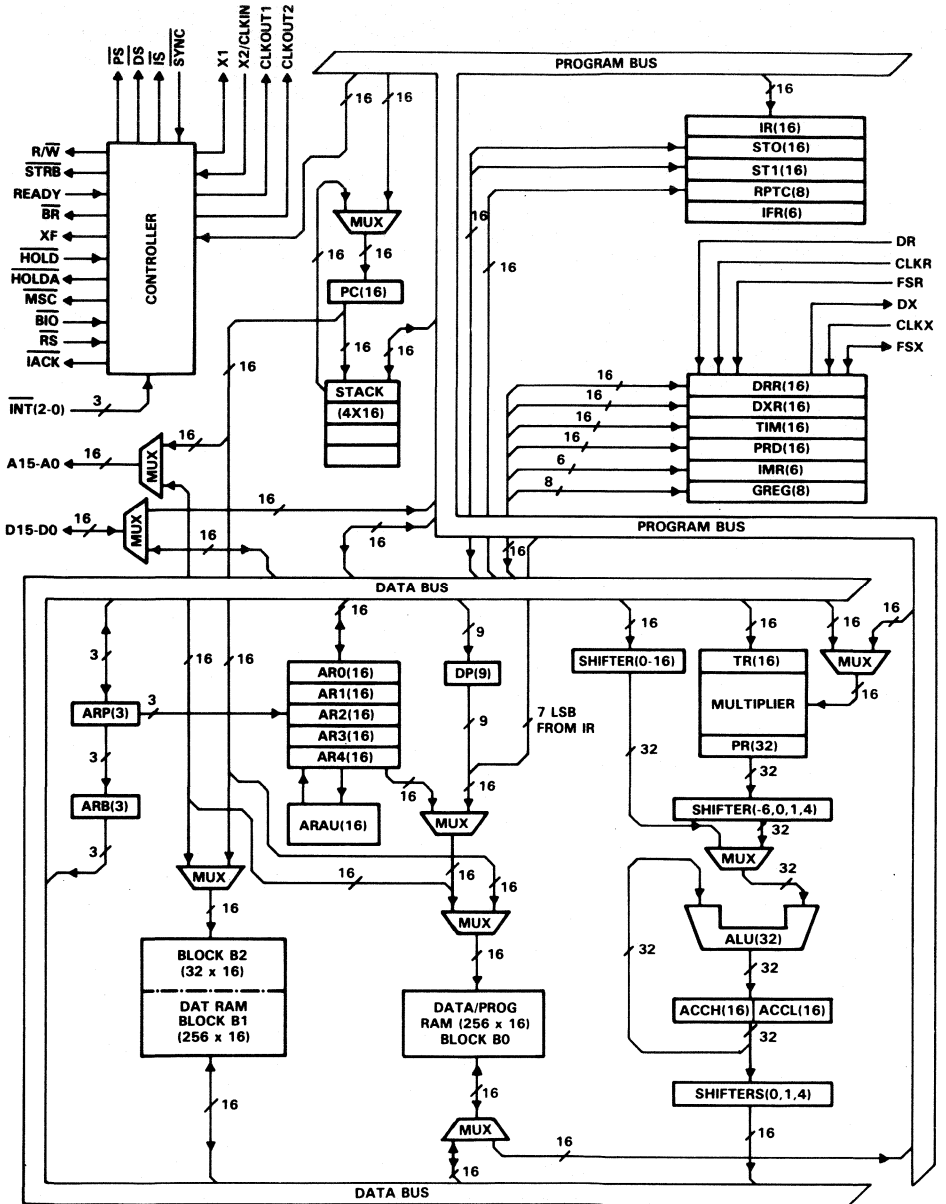 PS
DS
IS
SYNC
X1
X2/CLKIN
CLKOUT1
CLKOUT2
PROGRAM BUS
16
16
16
R/W
STRB
READY
BR
XF
HOLD
HOLDA
MSC
BIO
RS
IACK
CONTROLLER
INT(2-0)
3
IR(16)
STO(16)
ST1(16)
RPTC(8)
IFR(6)
MUX
16
16
PC(16)
16
16
16
STACK
(4X16)
16
16
DR
CLKR
FSR
DX
CLKX
FSX
16
16
16
16
6
8
DRR(16)
DXR(16)
TIM(16)
PRD(16)
IMR(6)
GREG(8)
A15-A0
16
MUX
16
D15-D0
16
MUX
16
16
16
16
PROGRAM BUS
DATA BUS
3
16
16
16
9
16
16
16
16
ARP(3)
3
AR0(16)
AR1(16)
AR2(16)
AR3(16)
AR4(16)
DP(9)
9
7 LSB
FROM IR
SHIFTER(0-16)
TR(16)
MULTIPLIER
PR(32)
MUX
16
3
ARB(3)
3
ARAU(16)
16
16
MUX
32
32
SHIFTER(-6,0,1,4)
32
MUX
32
MUX
16
16
16
16
MUX
16
ALU(32)
32
32
BLOCK B2
(32 x 16)
DAT RAM
BLOCK B1
(256 x 16)
DATA/PROG
RAM (256 x 16)
BLOCK B0
ACCH(16)
ACCL(16)
32
SHIFTERS(0,1,4)
16
16
MUX
16
16
16
DATA BUS